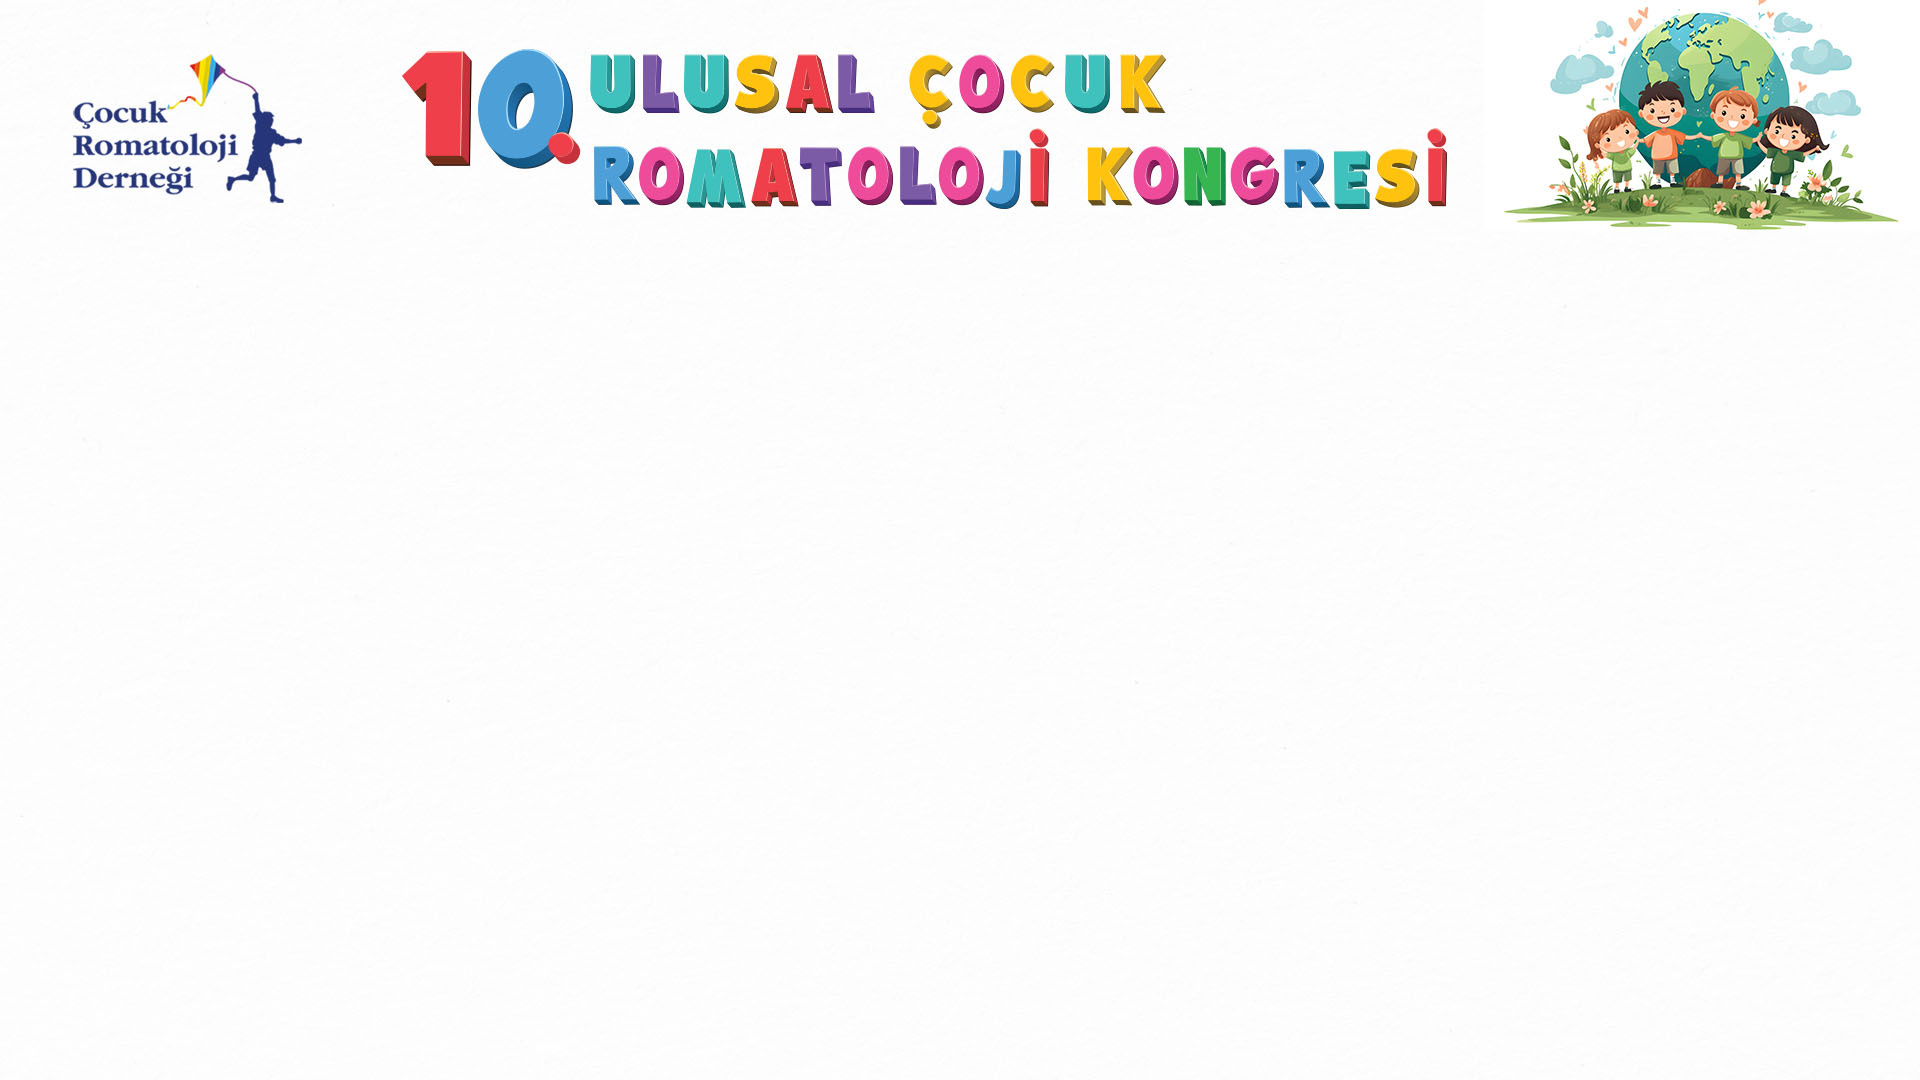 Çocuk
Romatoloji
Derneği
10. ULUSAL ÇOCUK
ROMATOLOJİ KONGRESİ